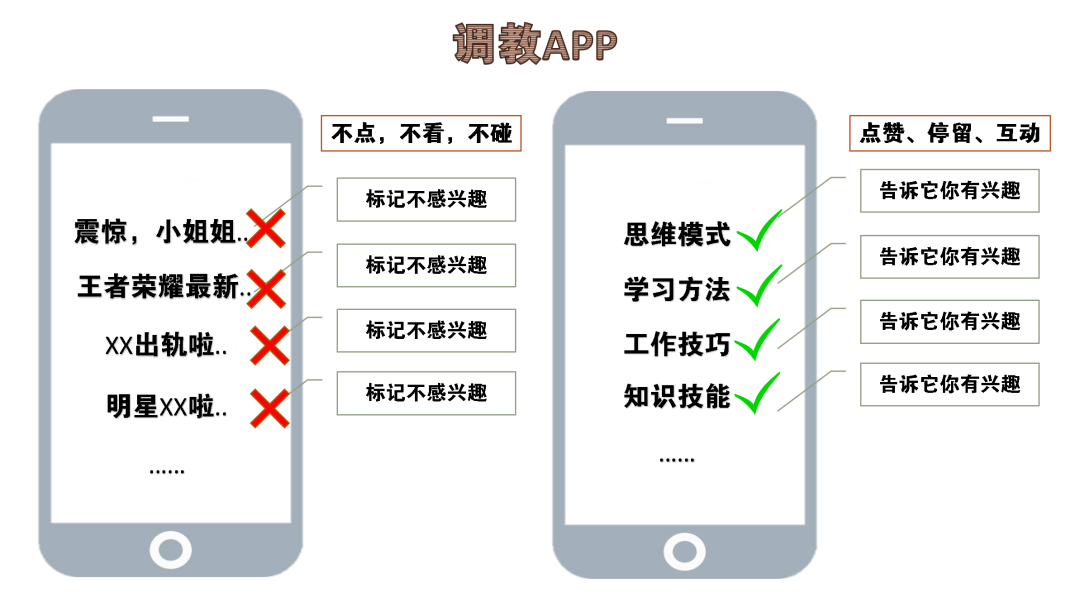 调教APP
不点，不看，不碰
震惊，小姐姐..
标记不感兴趣
王者荣耀最新..
标记不感兴趣
XX出轨啦..
标记不感兴趣
明星XX啦..
标记不感兴趣
......
点赞、停留、互动
思维模式
告诉它你有兴趣
学习方法
告诉它你有兴趣
工作技巧
告诉它你有兴趣
知识技能
告诉它你有兴趣
......